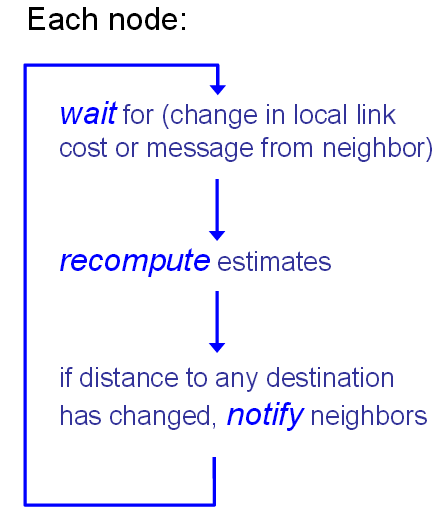 Each node:
wait for (change in local link
cost or message from neighbor)
recompute estimates
if distance to any destination
has changed, notify neighbors